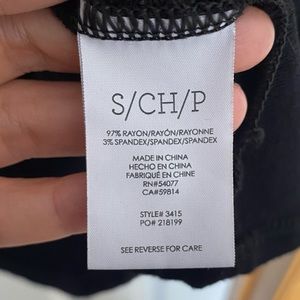 S/CH/P
97% RAYON/RAYÓN/RAYONNE
3% SPANDEX/SPANDEX/SPANDEX
MADE IN CHINA
HECHO EN CHINA
FABRIQUÉ EN CHINE
RN#54077
CA#59814
STYLE# 3415
PO# 218199
SEE REVERSE FOR CARE